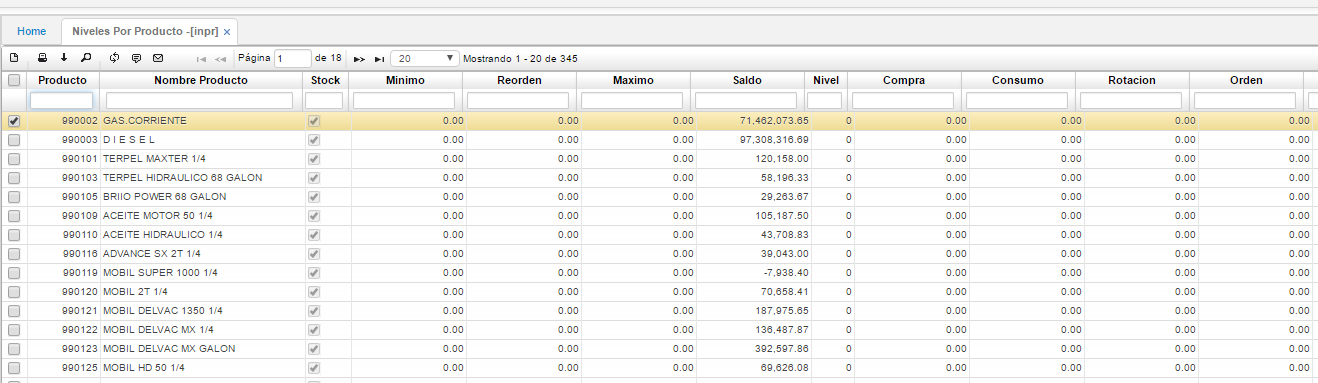 Home Niveles Por Producto -[inpr] ×
Página 1 de 18 20 Mostrando 1 - 20 de 345
Producto Nombre Producto Stock Minimo Reorden Maximo Saldo Nivel Compra Consumo Rotacion Orden
990002 GAS.CORRIENTE 0.00 0.00 0.00 71,462,073.65 0 0.00 0.00 0.00 0.00
990003 D I E S E L 0.00 0.00 0.00 97,308,316.69 0 0.00 0.00 0.00 0.00
990101 TERPEL MAXTER 1/4 0.00 0.00 0.00 120,158.00 0 0.00 0.00 0.00 0.00
990103 TERPEL HIDRAULICO 68 GALON 0.00 0.00 0.00 58,196.33 0 0.00 0.00 0.00 0.00
990105 BRIIO POWER 68 GALON 0.00 0.00 0.00 29,263.67 0 0.00 0.00 0.00 0.00
990109 ACEITE MOTOR 50 1/4 0.00 0.00 0.00 105,187.50 0 0.00 0.00 0.00 0.00
990110 ACEITE HIDRAULICO 1/4 0.00 0.00 0.00 43,708.83 0 0.00 0.00 0.00 0.00
990116 ADVANCE SX 2T 1/4 0.00 0.00 0.00 39,043.00 0 0.00 0.00 0.00 0.00
990119 MOBIL SUPER 1000 1/4 0.00 0.00 0.00 -7,938.40 0 0.00 0.00 0.00 0.00
990120 MOBIL 2T 1/4 0.00 0.00 0.00 70,658.41 0 0.00 0.00 0.00 0.00
990121 MOBIL DELVAC 1350 1/4 0.00 0.00 0.00 187,975.65 0 0.00 0.00 0.00 0.00
990122 MOBIL DELVAC MX 1/4 0.00 0.00 0.00 136,487.87 0 0.00 0.00 0.00 0.00
990123 MOBIL DELVAC MX GALON 0.00 0.00 0.00 392,597.86 0 0.00 0.00 0.00 0.00
990125 MOBIL HD 50 1/4 0.00 0.00 0.00 69,626.08 0 0.00 0.00 0.00 0.00